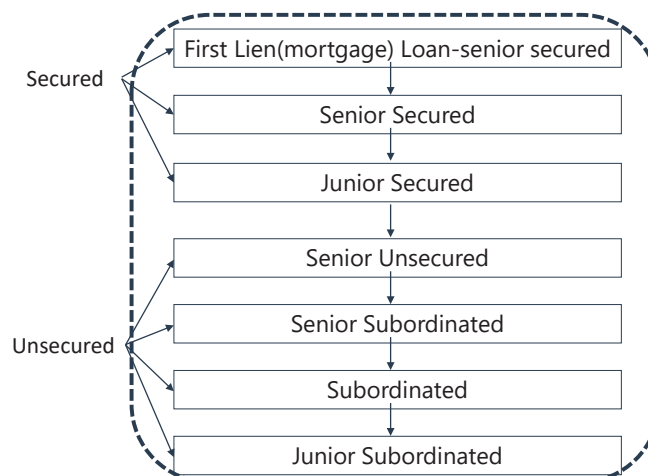 First Lien(mortgage) Loan-senior secured
Secured
Senior Secured
Junior Secured
Senior Unsecured
Senior Subordinated
Unsecured
Subordinated
Junior Subordinated